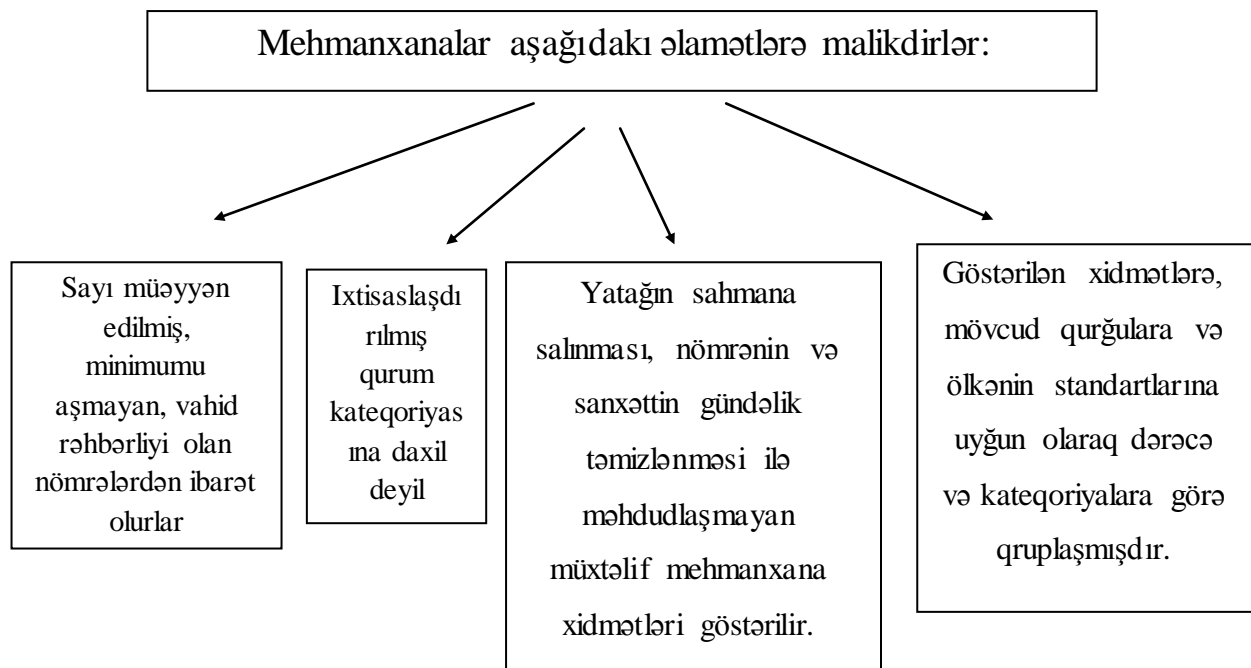 Mehmanxanalar aşağıdakı əlamətlərə malikdirlər:
Sayı müəyyən
edilmiş,
minimumu
aşmayan, vahid
rəhbərliyi olan
nömrələrdən ibarət
olurlar
Ixtisaslaşdı
rılmış
qurum
kateqoriyas
ına daxil
deyil
Yatağın sahmana
salınması, nömrənin və
sanxəttin gündəlik
təmizlənməsi ilə
məhdudlaşmayan
müxtəlif mehmanxana
xidmətləri göstərilir.
Göstərilən xidmətlərə,
mövcud qurğulara və
ölkənin standartlarına
uyğun olaraq dərəcə
və kateqoriyalara görə
qruplaşmışdır.